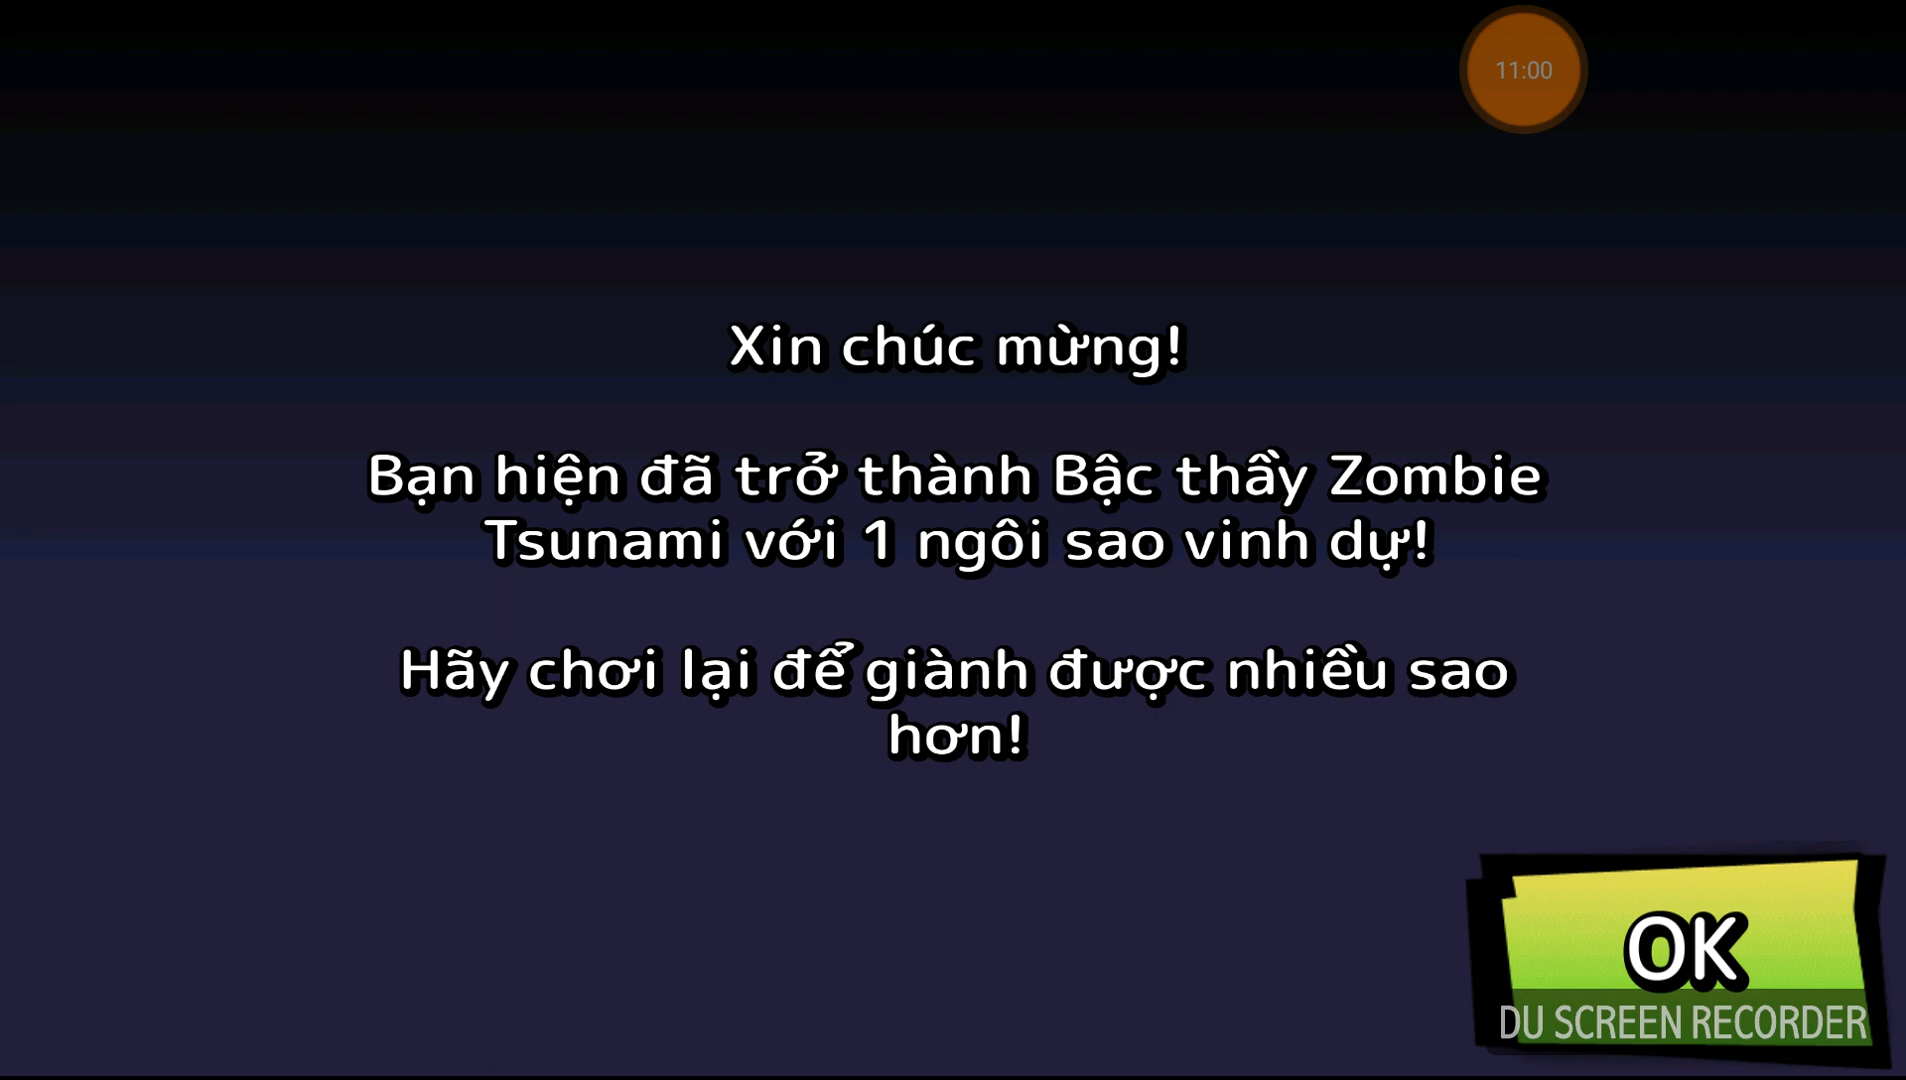 11:00
Xin chúc mừng!
Bạn hiện đã trở thành Bậc thầy Zombie
Tsunami với 1 ngôi sao vinh dự!
Hãy chơi lại để giành được nhiều sao
hơn!
OK
DU SCREEN RECORDER